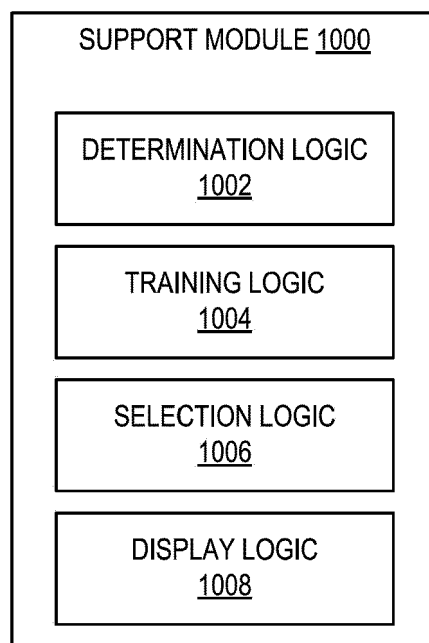 SUPPORT MODULE 1000
DETERMINATION LOGIC
1002
TRAINING LOGIC
1004
SELECTION LOGIC
1006
DISPLAY LOGIC
1008